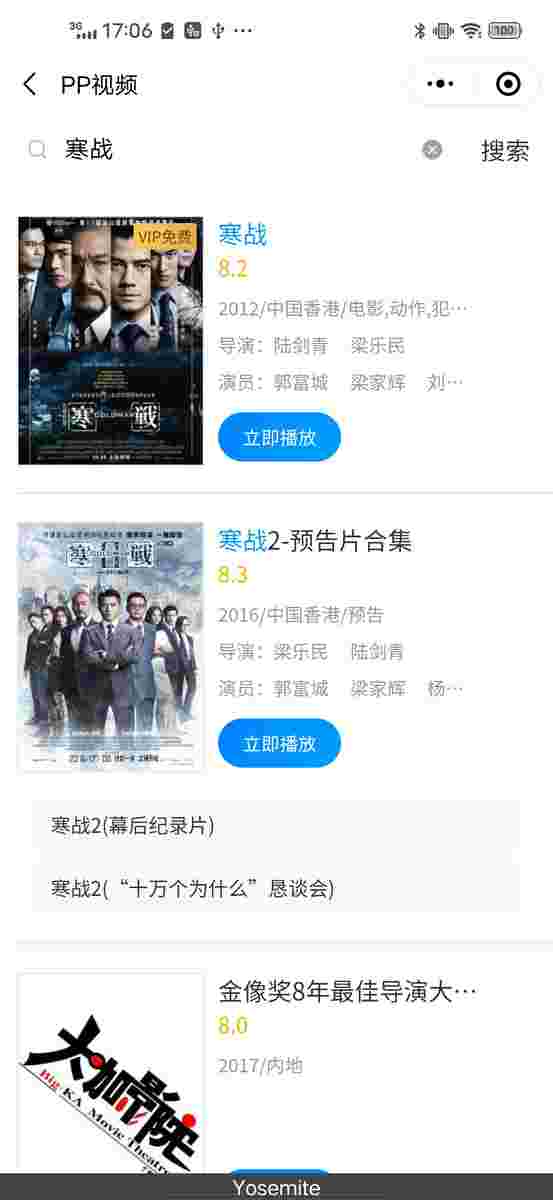 3G 17:06 100
PP视频
寒战 搜索
VIP免费
寒戰
COLDWAR
寒战
8.2
2012/中国香港/电影,动作,犯…
导演：陆剑青 梁乐民
演员：郭富城 梁家辉 刘…
立即播放
寒 戰
寒战2-预告片合集
8.3
2016/中国香港/预告
导演：梁乐民 陆剑青
演员：郭富城 梁家辉 杨…
立即播放
寒战2(幕后纪录片)
寒战2(“十万个为什么”恳谈会)
大咖影院
Big KA Movie Theatre
金像奖8年最佳导演大…
8.0
2017/内地
Yosemite